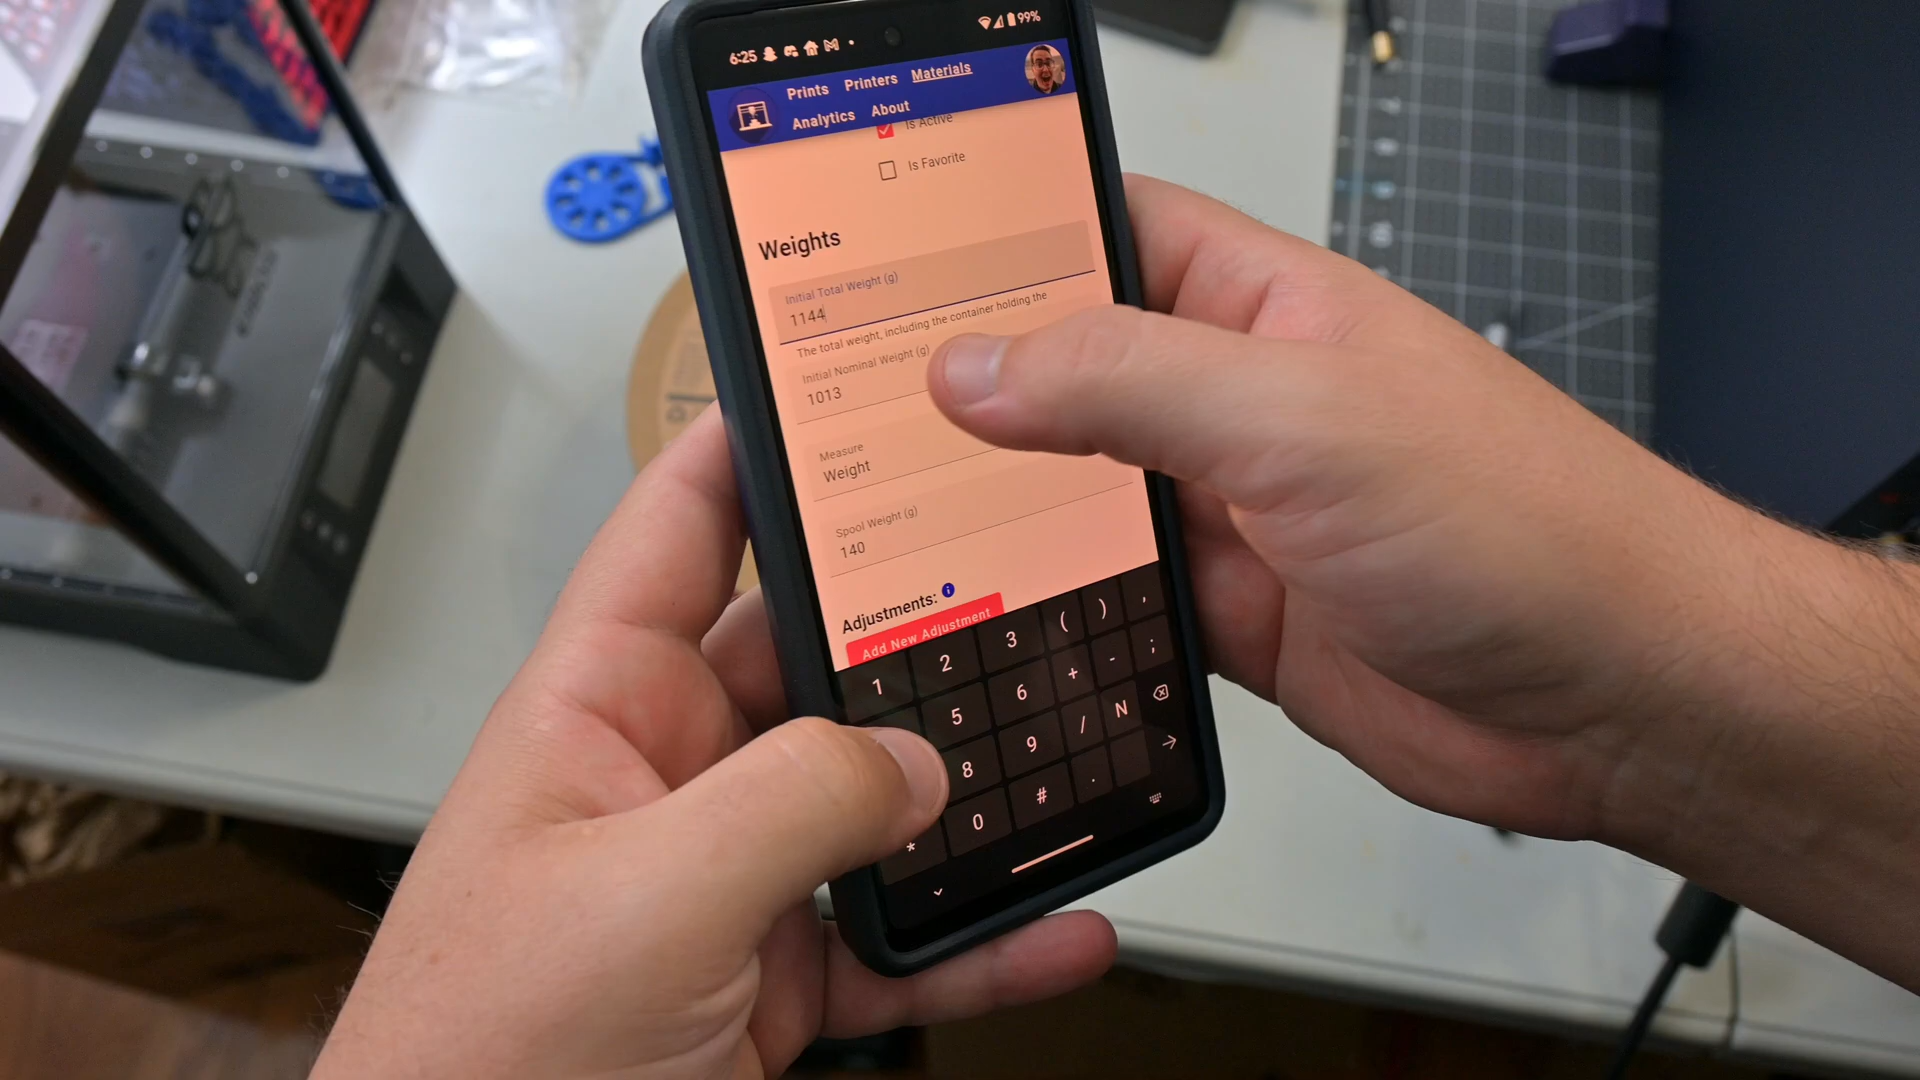 6:25 99%
Prints Printers Materials
Analytics About
Is Active
Is Favorite
Weights
Initial Total Weight (g)
1144
The total weight, including the container holding the
Initial Nominal Weight (g)
1013
Measure
Weight
Spool Weight (g)
140
Adjustments: i
Add New Adjustment
1 2 3 ( ) ,
5 6 + - ;
8 9 / N
* 0 # .